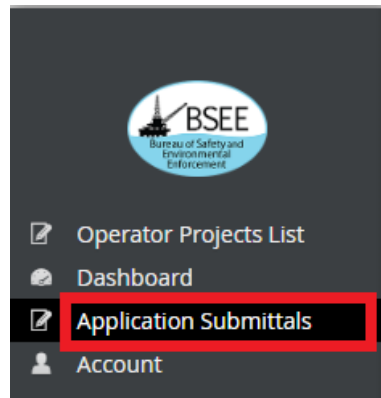 BSEE
Bureau of Safety and
Environmental
Enforcement
Operator Projects List
Dashboard
Application Submittals
Account